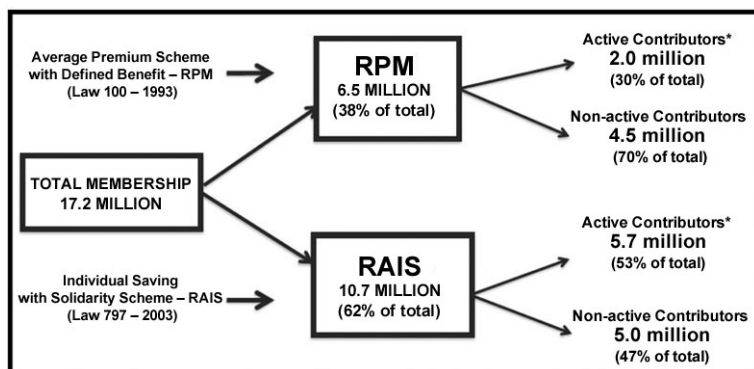 Average Premium Scheme
with Defined Benefit – RPM
(Law 100 – 1993)
RPM
6.5 MILLION
(38% of total)
Active Contributors*
2.0 million
(30% of total)
Non-active Contributors
4.5 million
(70% of total)
TOTAL MEMBERSHIP
17.2 MILLION
Individual Saving
with Solidarity Scheme – RAIS
(Law 797 – 2003)
RAIS
10.7 MILLION
(62% of total)
Active Contributors*
5.7 million
(53% of total)
Non-active Contributors
5.0 million
(47% of total)